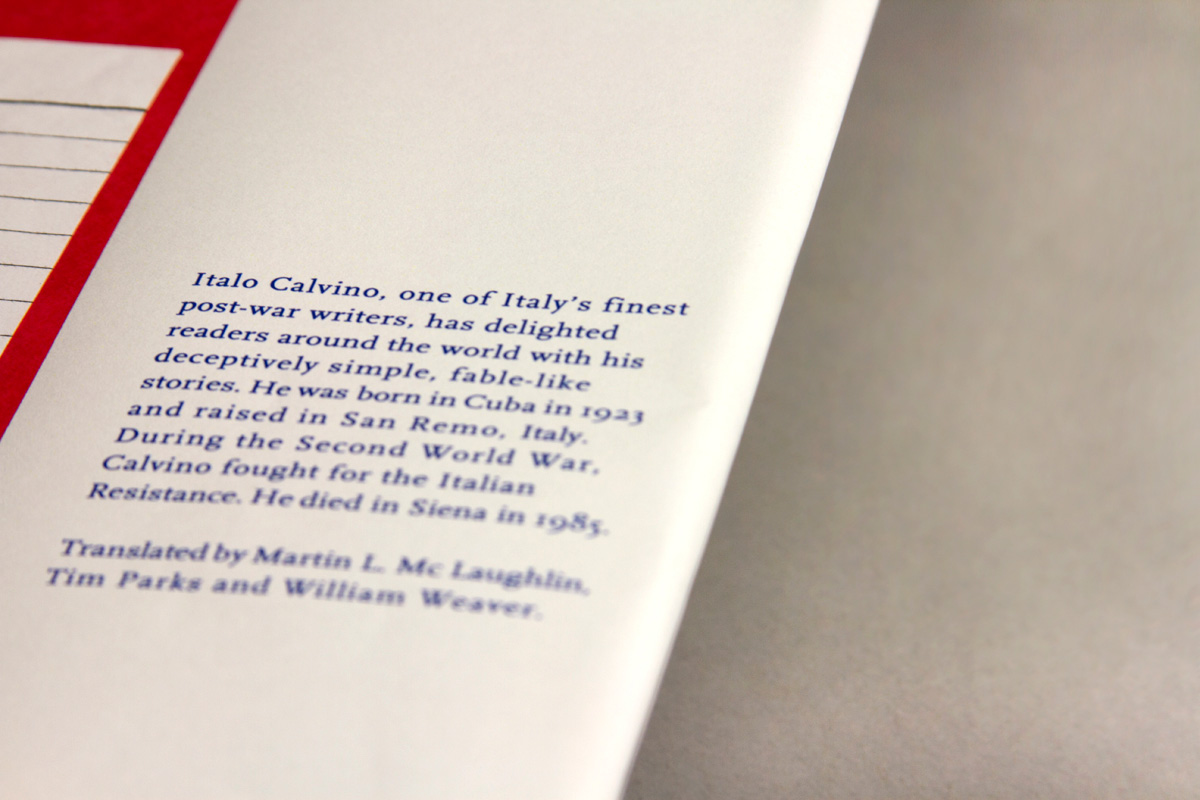 Italo Calvino, one of Italy's finest
post-war writers, has delighted
readers around the world with his
deceptively simple, fable-like
stories. He was born in Cuba in 1923
and raised in San Remo, Italy.
During the Second World War,
Calvino fought for the Italian
Resistance. He died in Siena in 1985.
Translated by Martin L. Mc Laughlin,
Tim Parks and William Weaver.